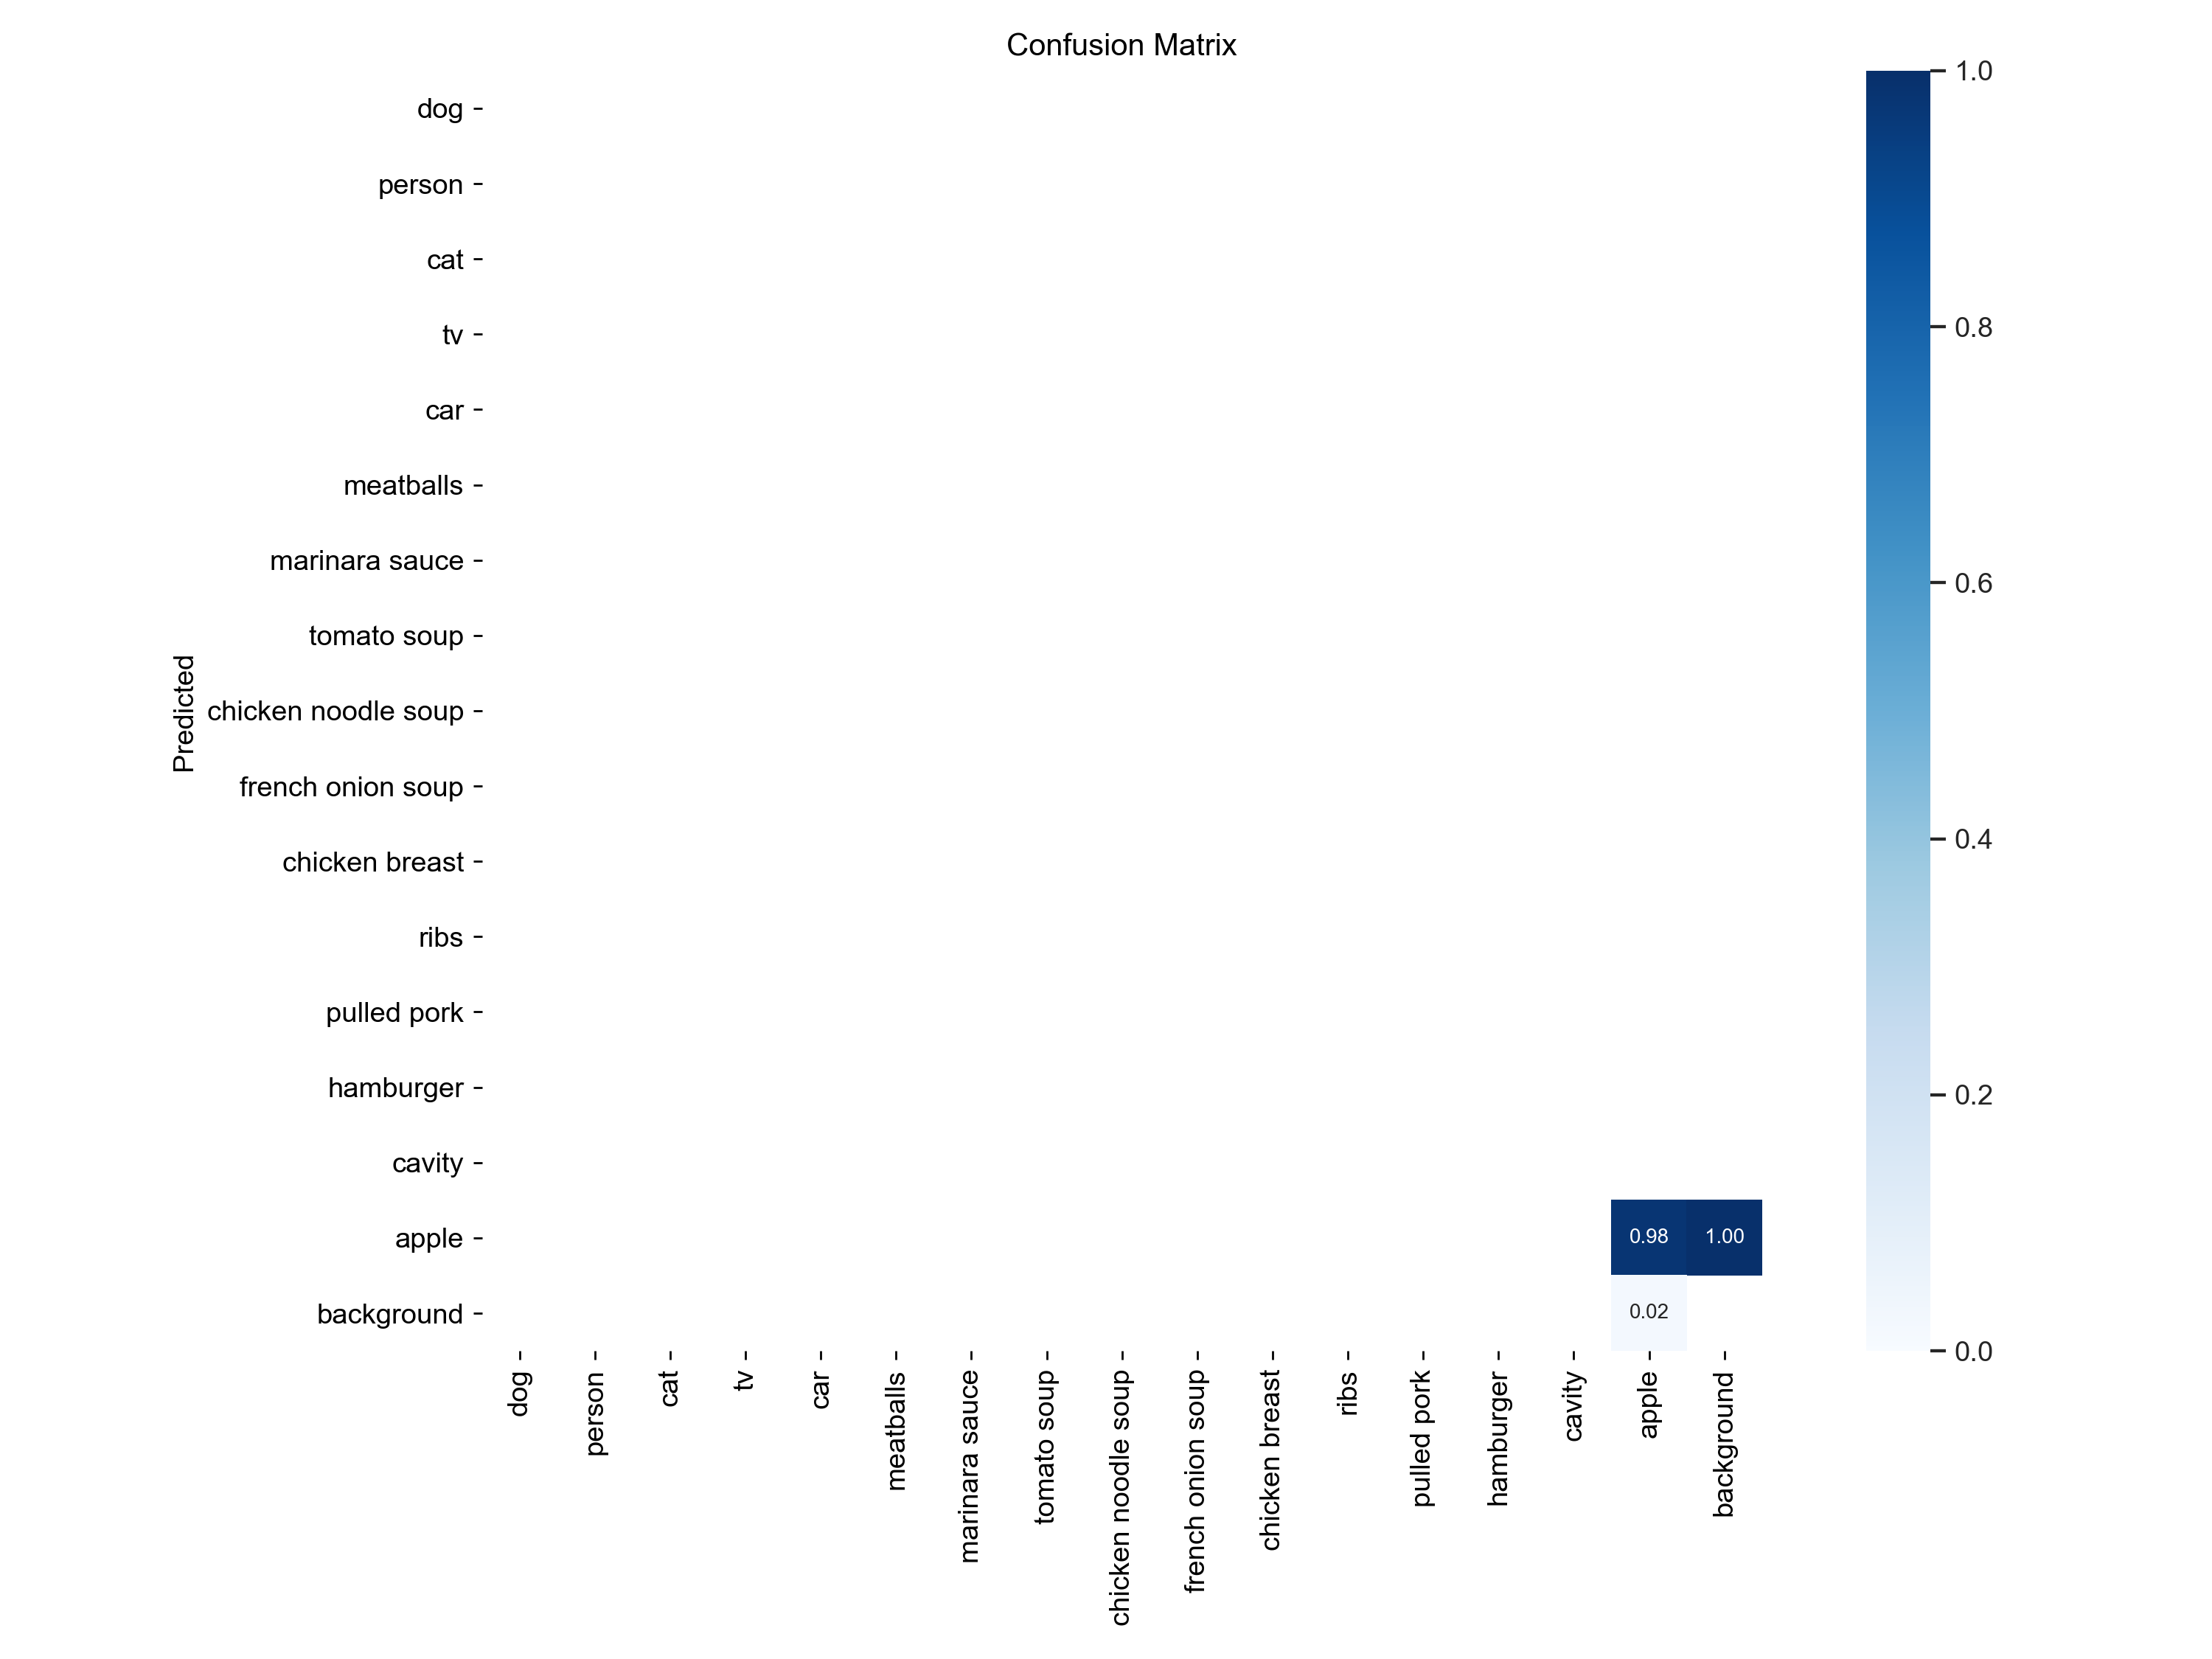 Confusion Matrix
Predicted
dog
person
cat
tv
car
meatballs
marinara sauce
tomato soup
chicken noodle soup
french onion soup
chicken breast
ribs
pulled pork
hamburger
cavity
apple
background
0.98
1.00
0.02
dog
person
cat
tv
car
meatballs
marinara sauce
tomato soup
chicken noodle soup
french onion soup
chicken breast
ribs
pulled pork
hamburger
cavity
apple
background
1.0
0.8
0.6
0.4
0.2
0.0